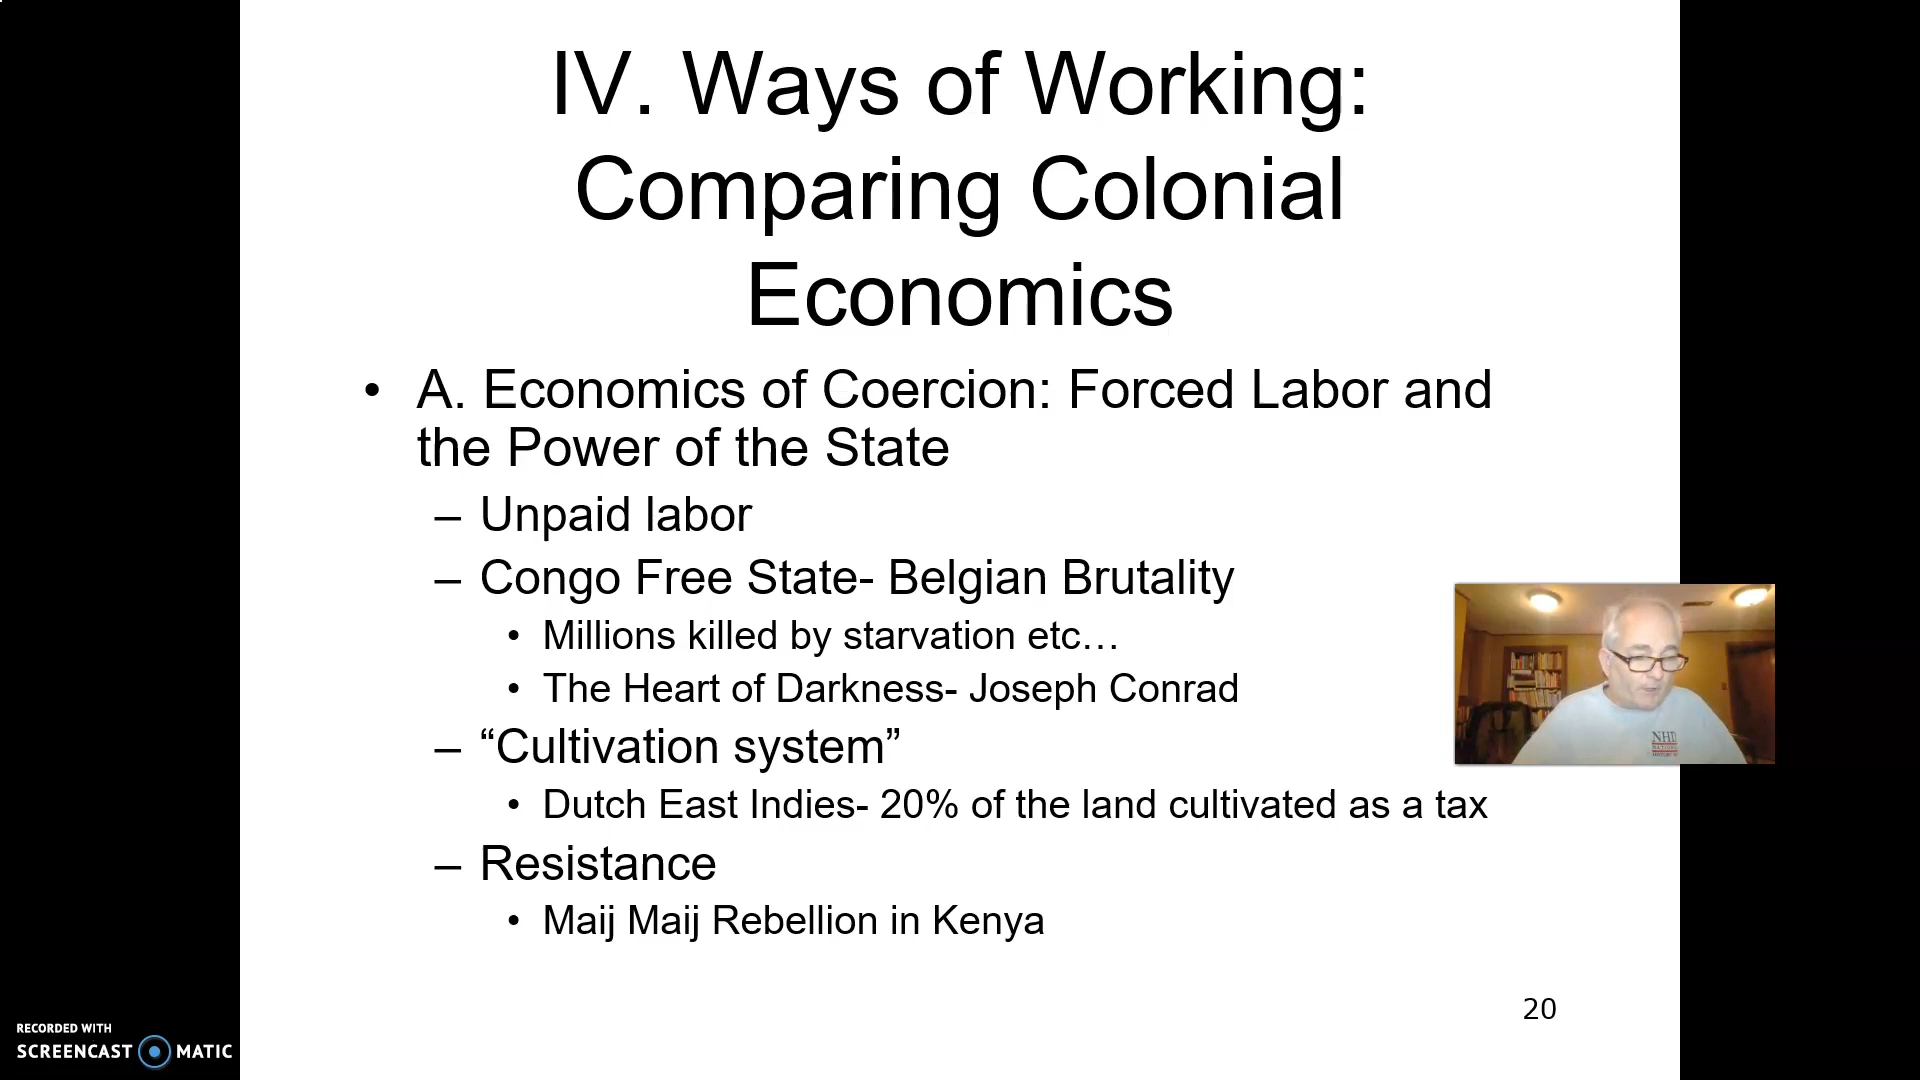 IV. Ways of Working:
Comparing Colonial
Economics
• A. Economics of Coercion: Forced Labor and
the Power of the State
– Unpaid labor
– Congo Free State- Belgian Brutality
• Millions killed by starvation etc…
• The Heart of Darkness- Joseph Conrad
– “Cultivation system”
• Dutch East Indies- 20% of the land cultivated as a tax
– Resistance
• Maij Maij Rebellion in Kenya
NHD
20
RECORDED WITH
SCREENCAST MATIC